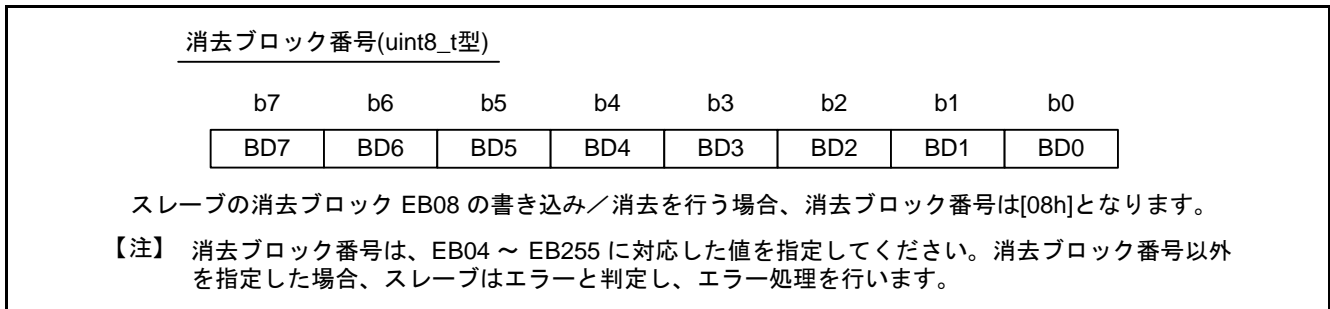 消去ブロック番号(uint8_t型)
b7 b6 b5 b4 b3 b2 b1 b0
BD7 BD6 BD5 BD4 BD3 BD2 BD1 BD0
スレーブの消去ブロック EB08 の書き込み／消去を行う場合、消去ブロック番号は[08h]となります。
【注】 消去ブロック番号は、EB04 ～ EB255 に対応した値を指定してください。消去ブロック番号以外
を指定した場合、スレーブはエラーと判定し、エラー処理を行います。